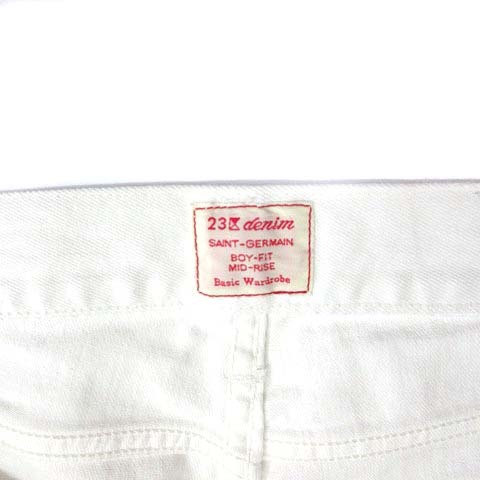 23区 denim
SAINT-GERMAIN
BOY-FIT
MID-RISE
Basic Wardrobe